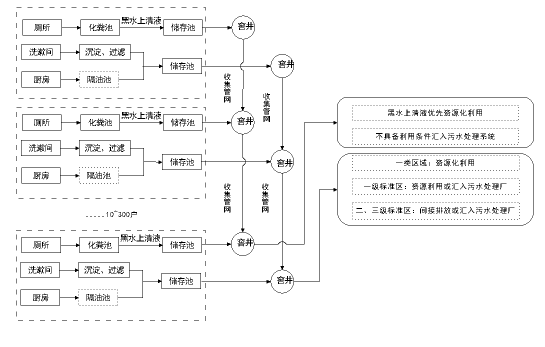 厕所
化粪池
黑水上清液
储存池
窖井
洗漱间
沉淀、过滤
储存池
窖井
厨房
隔油池
收集管网
收集管网
厕所
化粪池
黑水上清液
储存池
窖井
洗漱间
沉淀、过滤
储存池
窖井
厨房
隔油池
收集管网
收集管网
10~300户
厕所
化粪池
黑水上清液
储存池
窖井
洗漱间
沉淀、过滤
储存池
窖井
厨房
隔油池
黑水上清液优先资源化利用
不具备利用条件汇入污水处理系统
一类区域：资源化利用
一级标准区：资源利用或汇入污水处理厂
二、三级标准区：间接排放或汇入污水处理厂